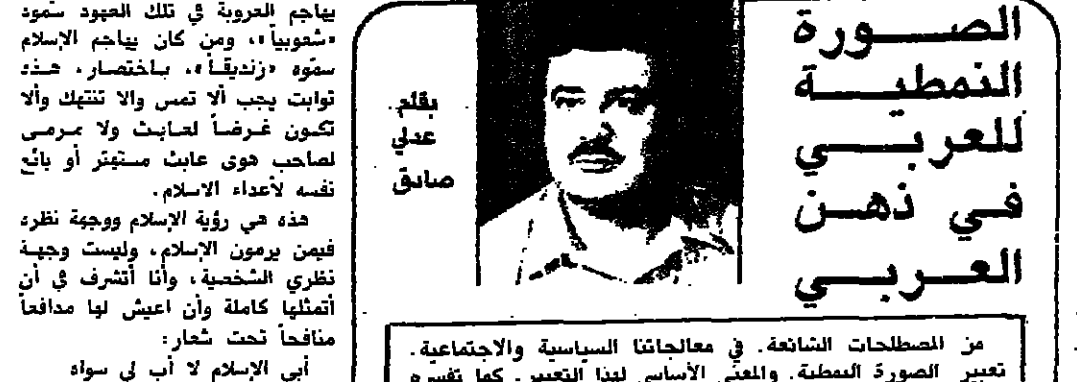 الصورة
النمطية
للعربي
في ذهن
العربي
بقلم
عدلي
صادق
من المصطلحات الشائعة. في معالجاتنا السياسية والاجتماعية.
تعبير الصورة النمطية. والمعنى الأساسي لهذا التعبير. كما تفسره
يهاجم العروبة في تلك العهود سموه
«شعوبياً»، ومن كان يهاجم الإسلام
سموه «زنديقاً»، باختصار، هذه
ثوابت يجب ألا تمس والا تنتهك وألا
تكون غرضاً لعابث ولا مرمى
لصاحب هوى عابث مستهتر أو بائع
نفسه لأعداء الاسلام.
هذه هي رؤية الإسلام ووجهة نظره
فيمن يرمون الإسلام، وليست وجهة
نظري الشخصية، وأنا أتشرف في أن
أتمثلها كاملة وأن اعيش لها مدافعاً
منافحاً تحت شعار:
أبي الإسلام لا أب لي سواه